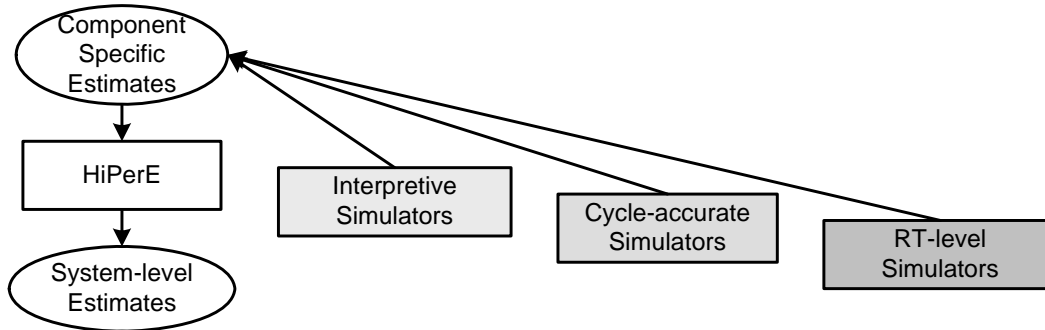 Component
Specific
Estimates
HiPerE
System-level
Estimates
Interpretive
Simulators
Cycle-accurate
Simulators
RT-level
Simulators